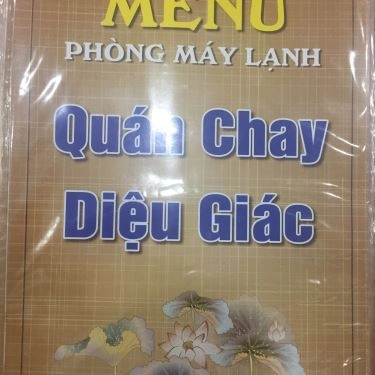 MENU
PHÒNG MÁY LẠNH
Quán Chay
Diệu Giác